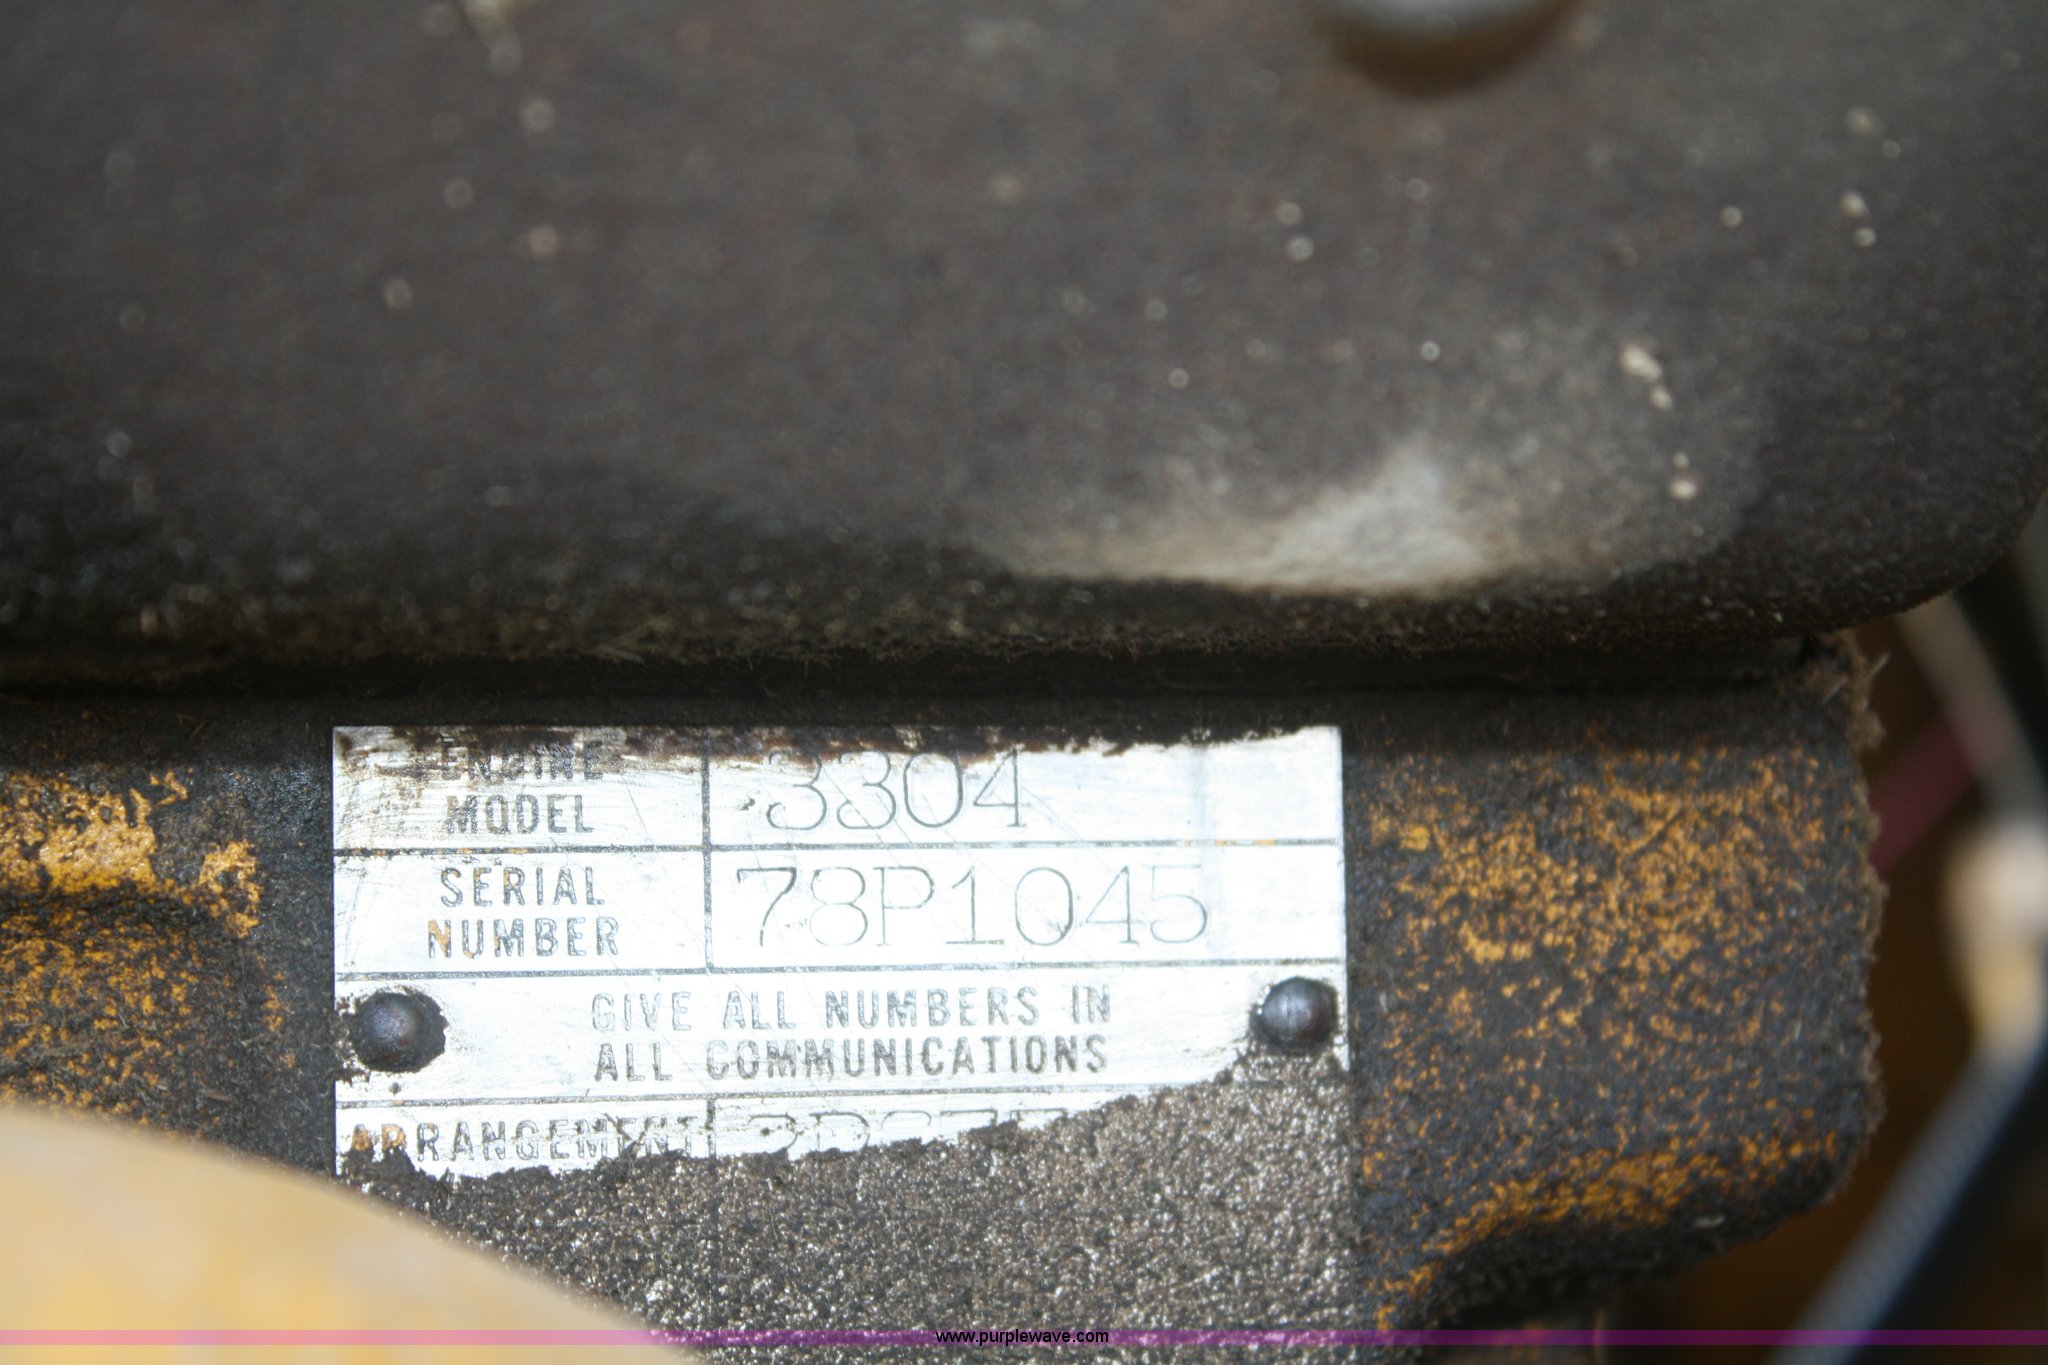 ENGINE
MODEL
3304
SERIAL
NUMBER
78P1045
GIVE ALL NUMBERS IN
ALL COMMUNICATIONS
ARRANGEMENT
www.purplewave.com